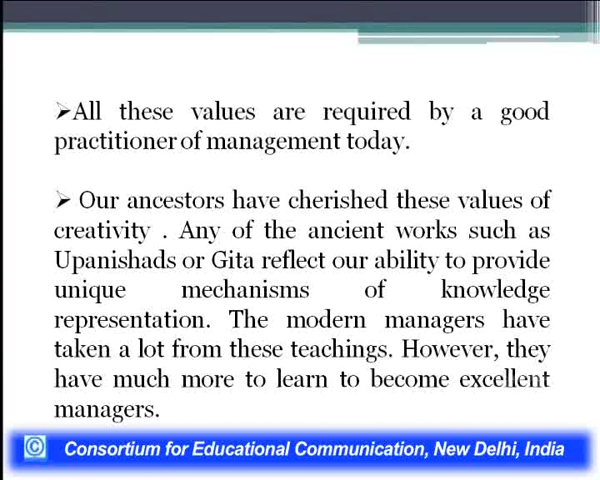 ➢All these values are required by a good
practitioner of management today.
➢ Our ancestors have cherished these values of
creativity . Any of the ancient works such as
Upanishads or Gita reflect our ability to provide
unique mechanisms of knowledge
representation. The modern managers have
taken a lot from these teachings. However, they
have much more to learn to become excellent
managers.
© Consortium for Educational Communication, New Delhi, India